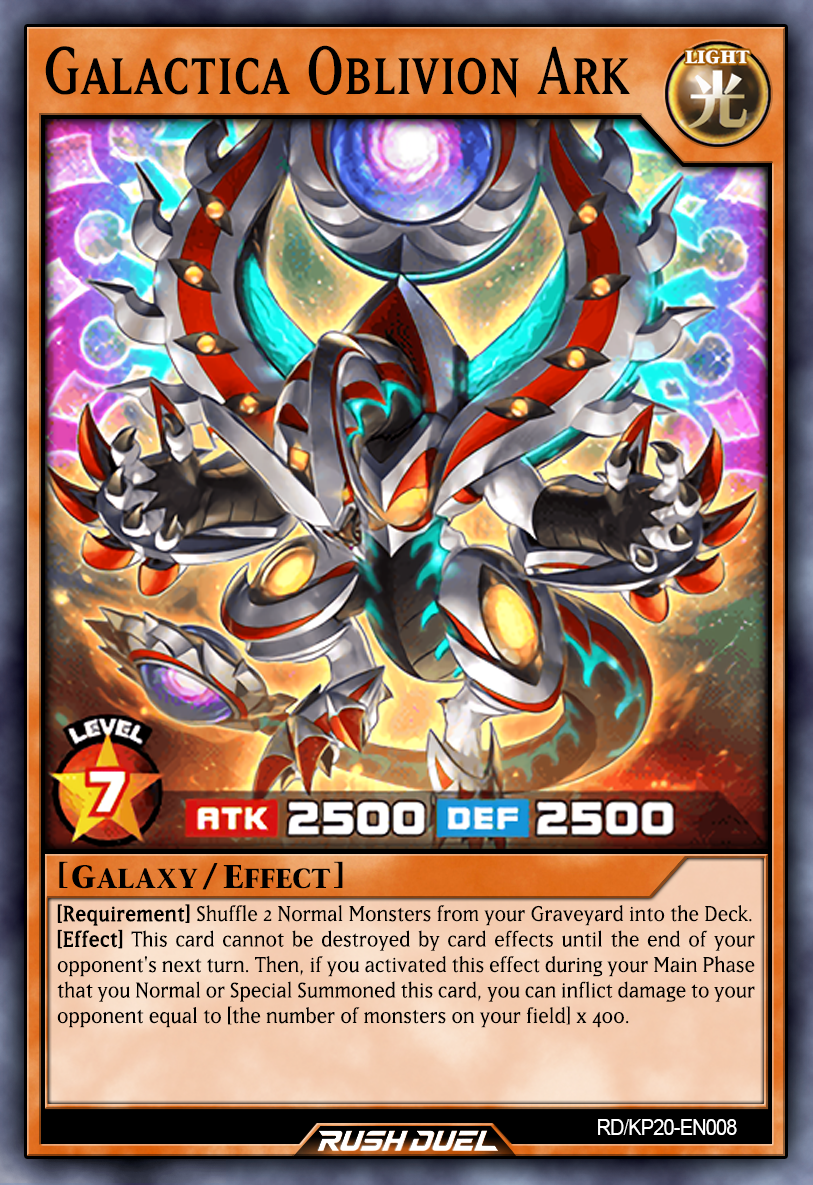 Galactica Oblivion Ark
LIGHT
光
LEVEL
7
ATK 2500 DEF 2500
[Galaxy/Effect]
[Requirement] Shuffle 2 Normal Monsters from your Graveyard into the Deck.
[Effect] This card cannot be destroyed by card effects until the end of your
opponent's next turn. Then, if you activated this effect during your Main Phase
that you Normal or Special Summoned this card, you can inflict damage to your
opponent equal to [the number of monsters on your field] x 400.
RD/KP20-EN008
RUSH DUEL